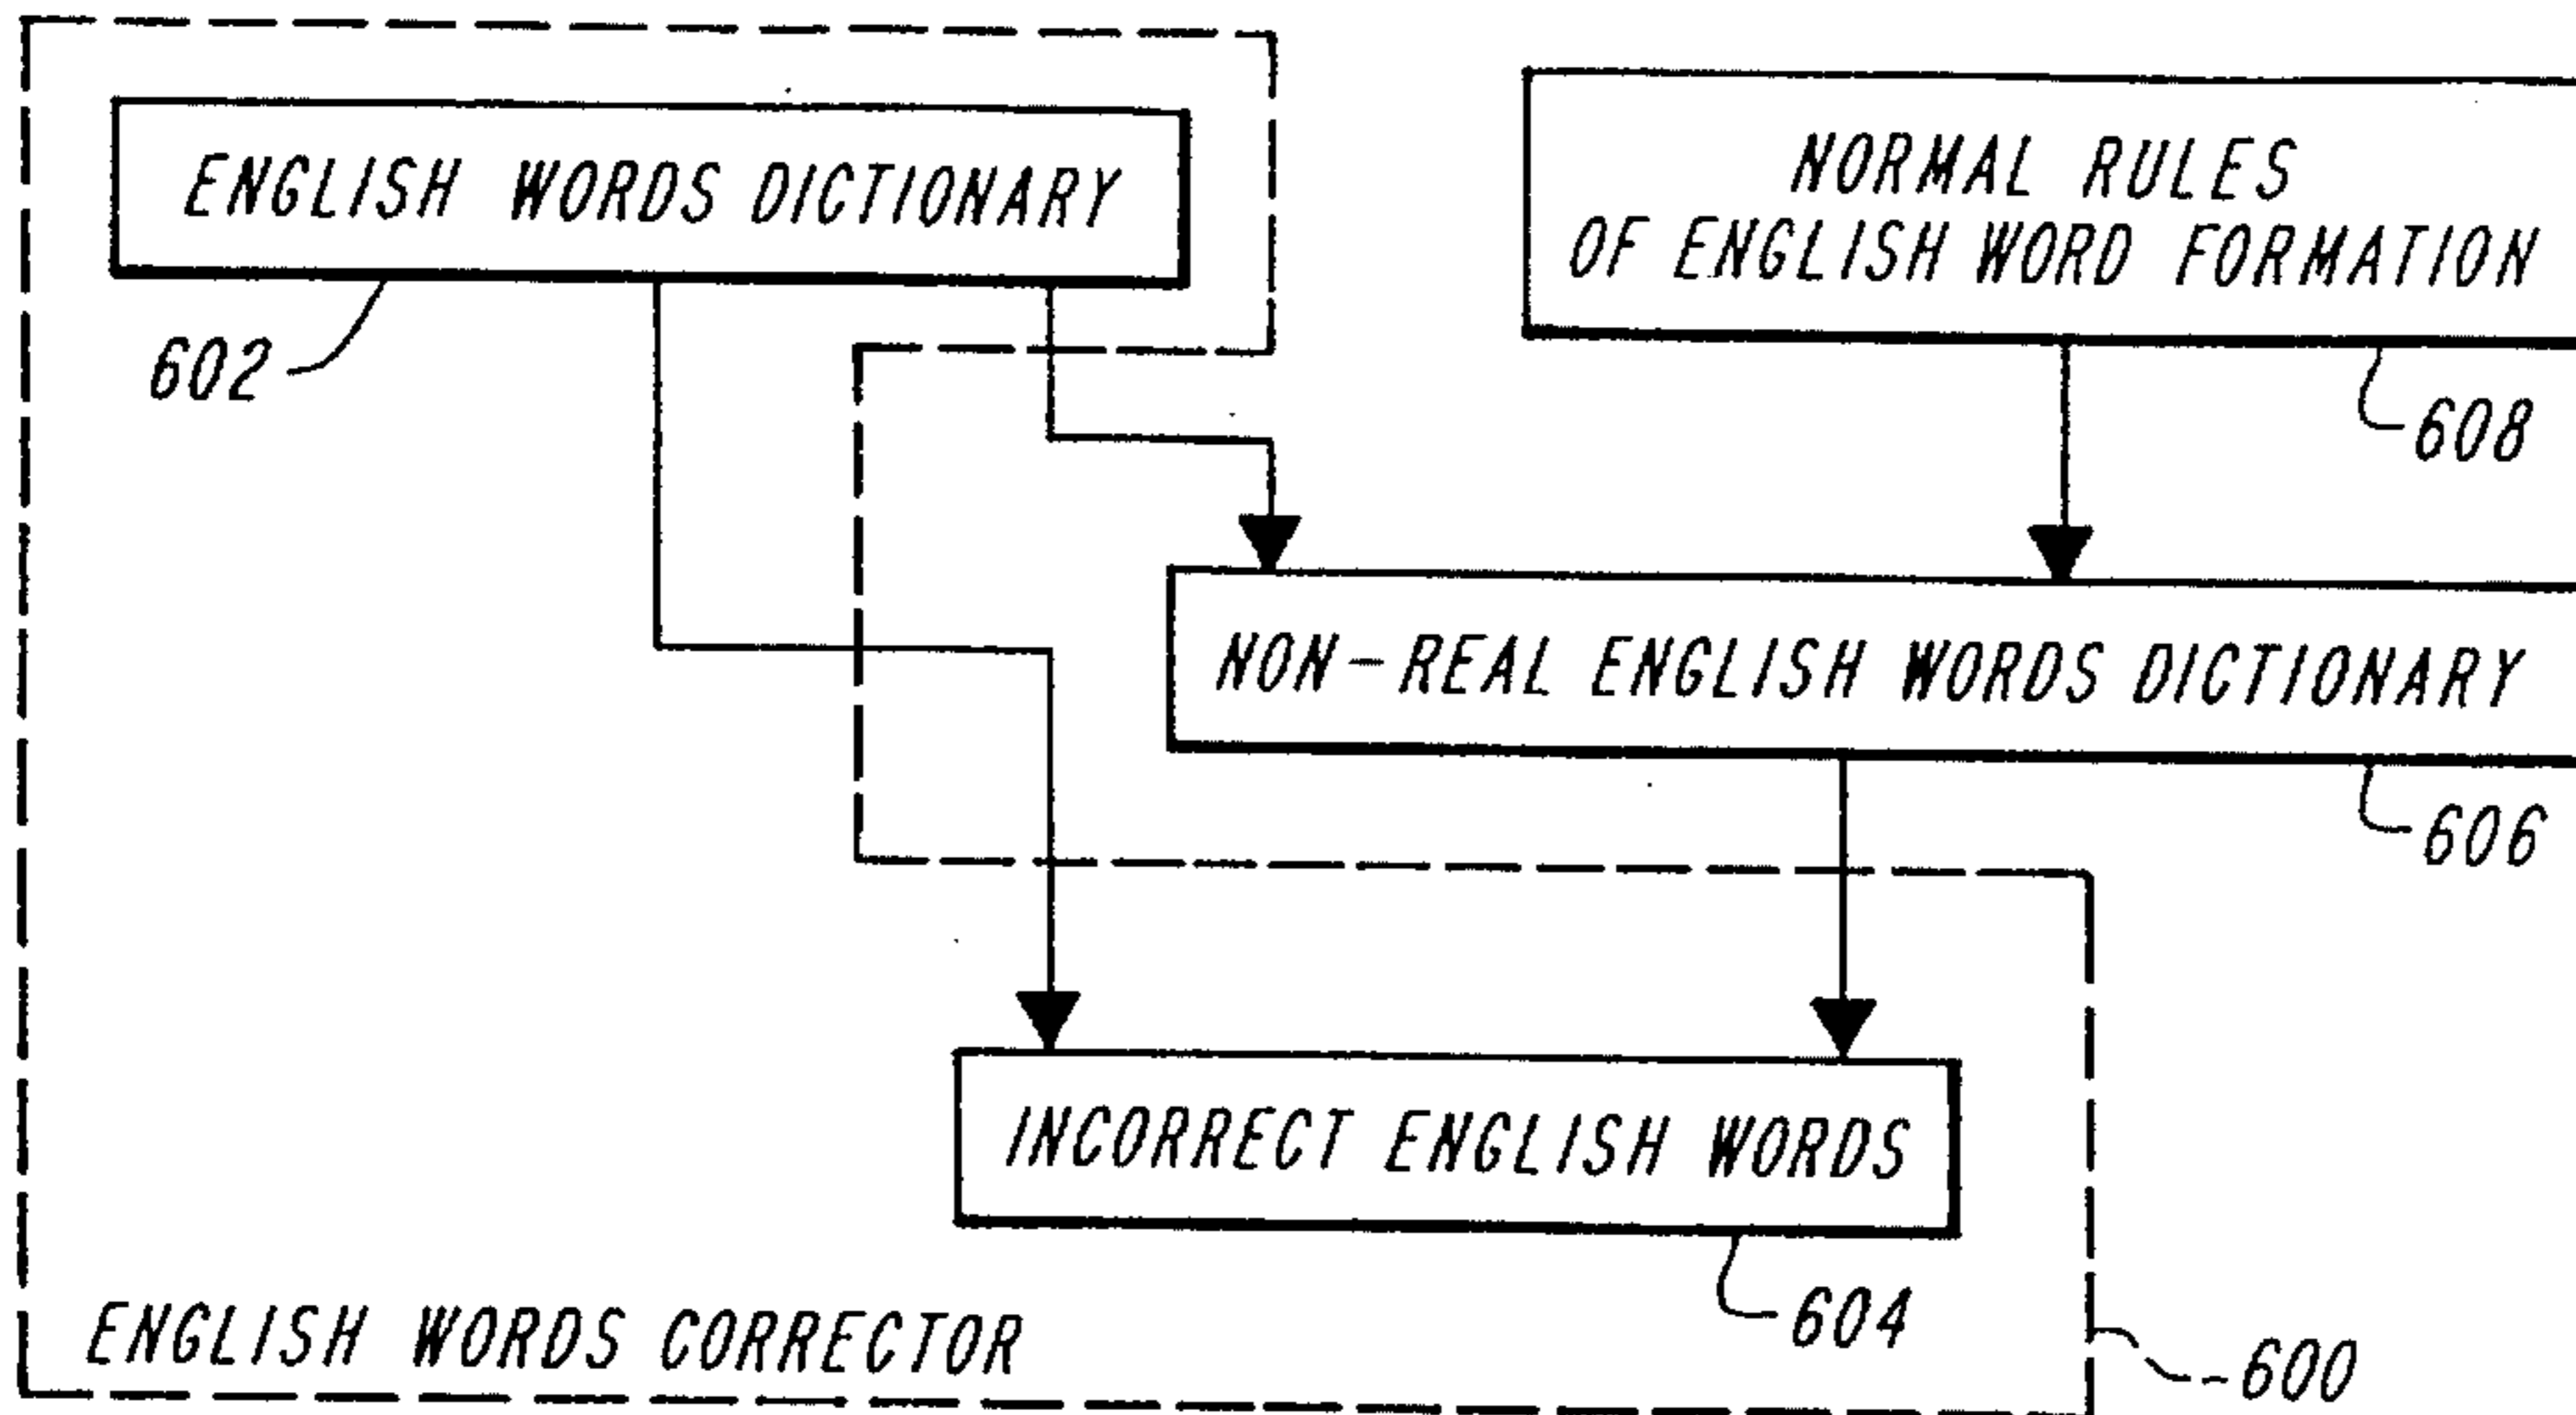 ENGLISH WORDS DICTIONARY
602
NORMAL RULES
OF ENGLISH WORD FORMATION
608
NON-REAL ENGLISH WORDS DICTIONARY
606
INCORRECT ENGLISH WORDS
604
ENGLISH WORDS CORRECTOR
600